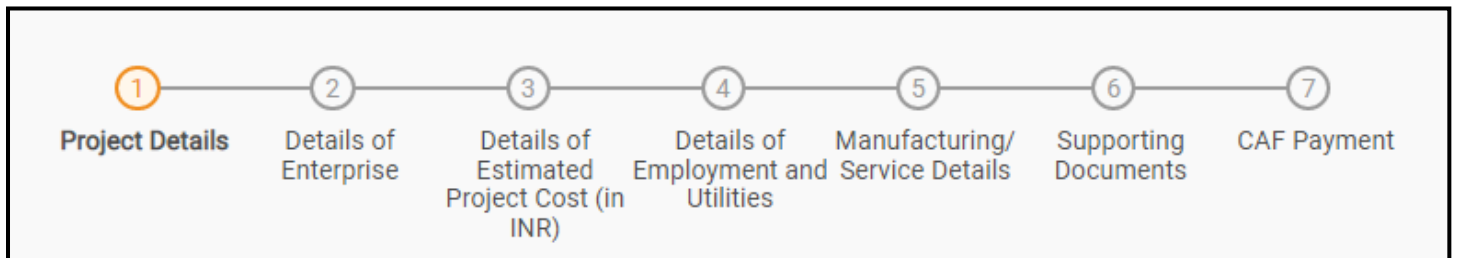 1
2
3
4
5
6
7
Project Details
Details of
Enterprise
Details of
Estimated
Project Cost (in
INR)
Details of
Employment and
Utilities
Manufacturing/
Service Details
Supporting
Documents
CAF Payment